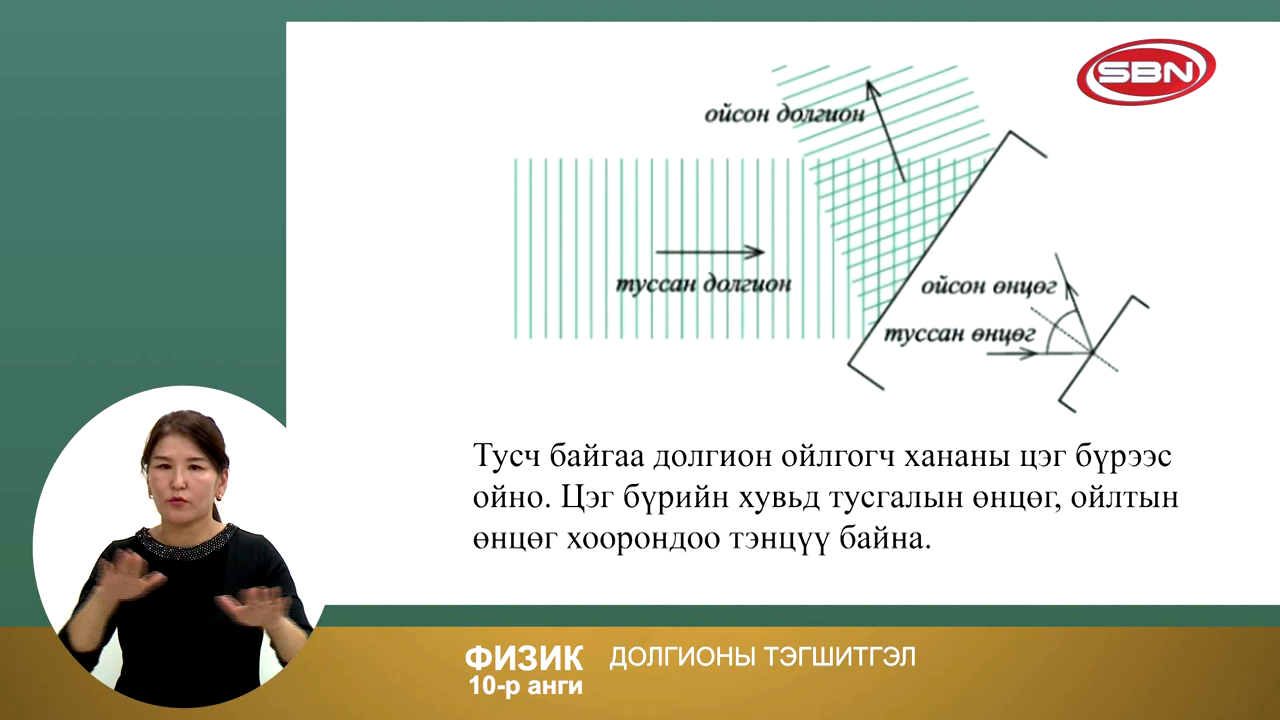 SBN
ойсон долгион
туссан долгион
ойсон өнцөг
туссан өнцөг
Тусч байгаа долгион ойлгогч хананы цэг бүрээс
ойно. Цэг бүрийн хувьд тусгалын өнцөг, ойлтын
өнцөг хоорондоо тэнцүү байна.
ФИЗИК
10-р анги
ДОЛГИОНЫ ТЭГШИТГЭЛ